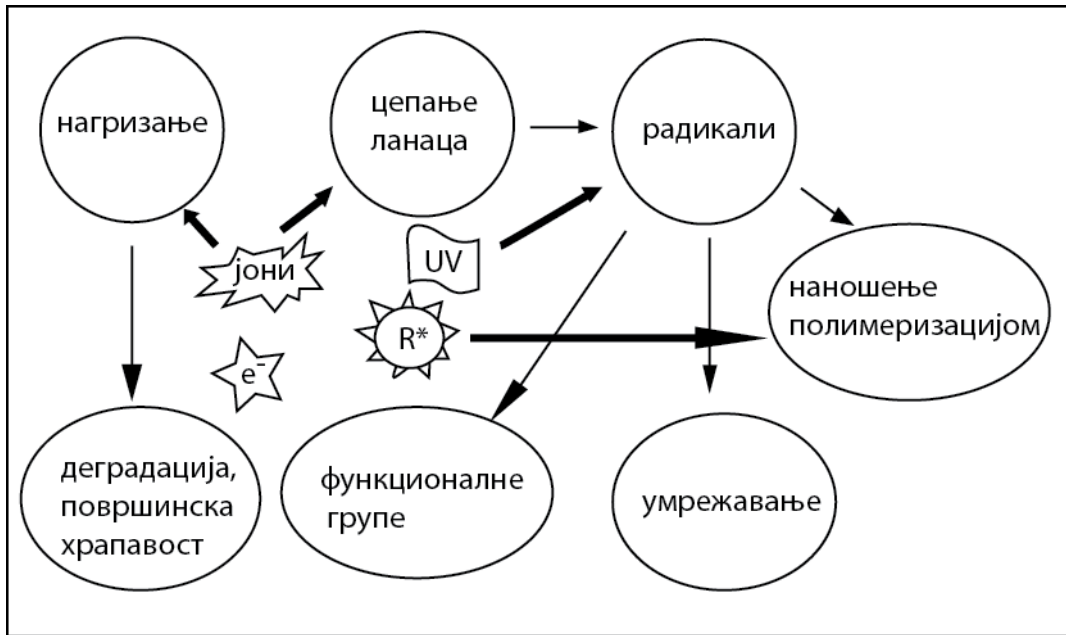 нагризање
цепање
ланаца
радикали
јони
UV
R*
e⁻
наношење
полимеризацијом
деградација,
површинска
храпавост
функционалне
групе
умрежавање